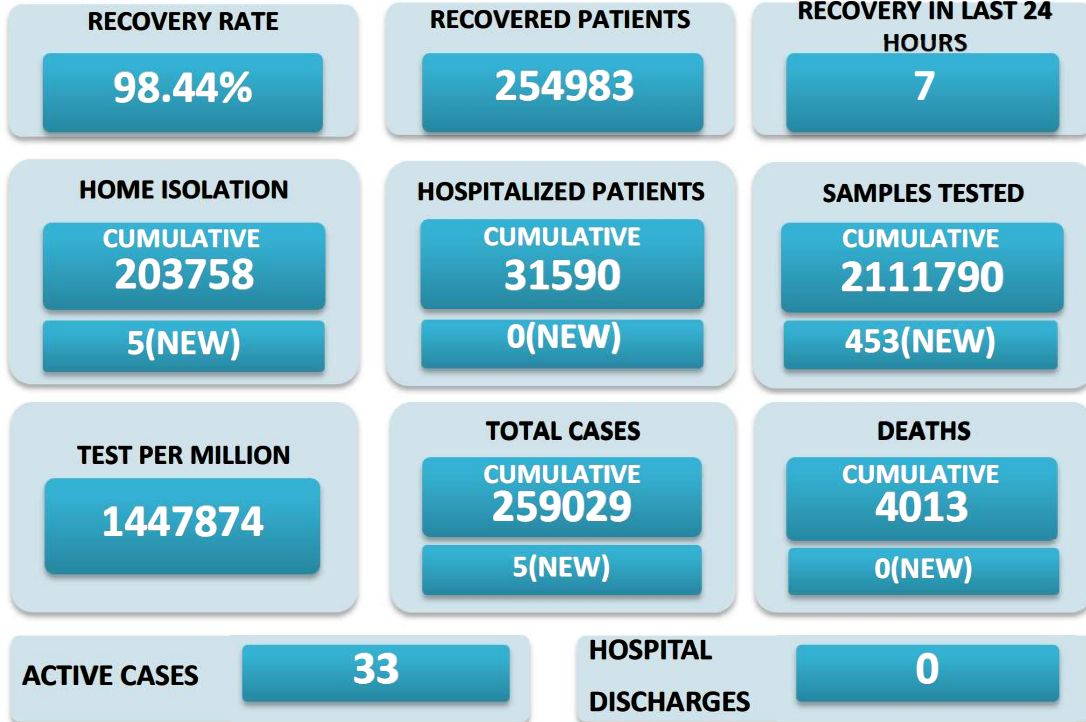 RECOVERY RATE
98.44%
RECOVERED PATIENTS
254983
RECOVERY IN LAST 24
HOURS
7
HOME ISOLATION
CUMULATIVE
203758
5(NEW)
HOSPITALIZED PATIENTS
CUMULATIVE
31590
0(NEW)
SAMPLES TESTED
CUMULATIVE
2111790
453(NEW)
TEST PER MILLION
1447874
TOTAL CASES
CUMULATIVE
259029
5(NEW)
DEATHS
CUMULATIVE
4013
0(NEW)
ACTIVE CASES
33
HOSPITAL
DISCHARGES
0